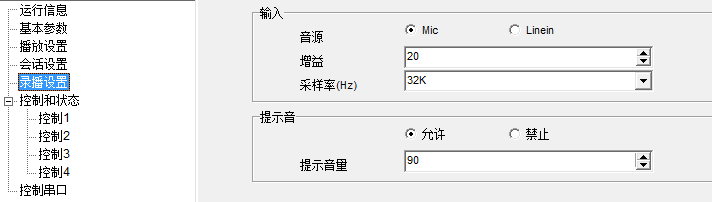 运行信息
基本参数
播放设置
会话设置
录播设置
控制和状态
控制1
控制2
控制3
控制4
控制串口
输入
音源 Mic Linein
增益 20
采样率(Hz) 32K
提示音
允许 禁止
提示音量 90